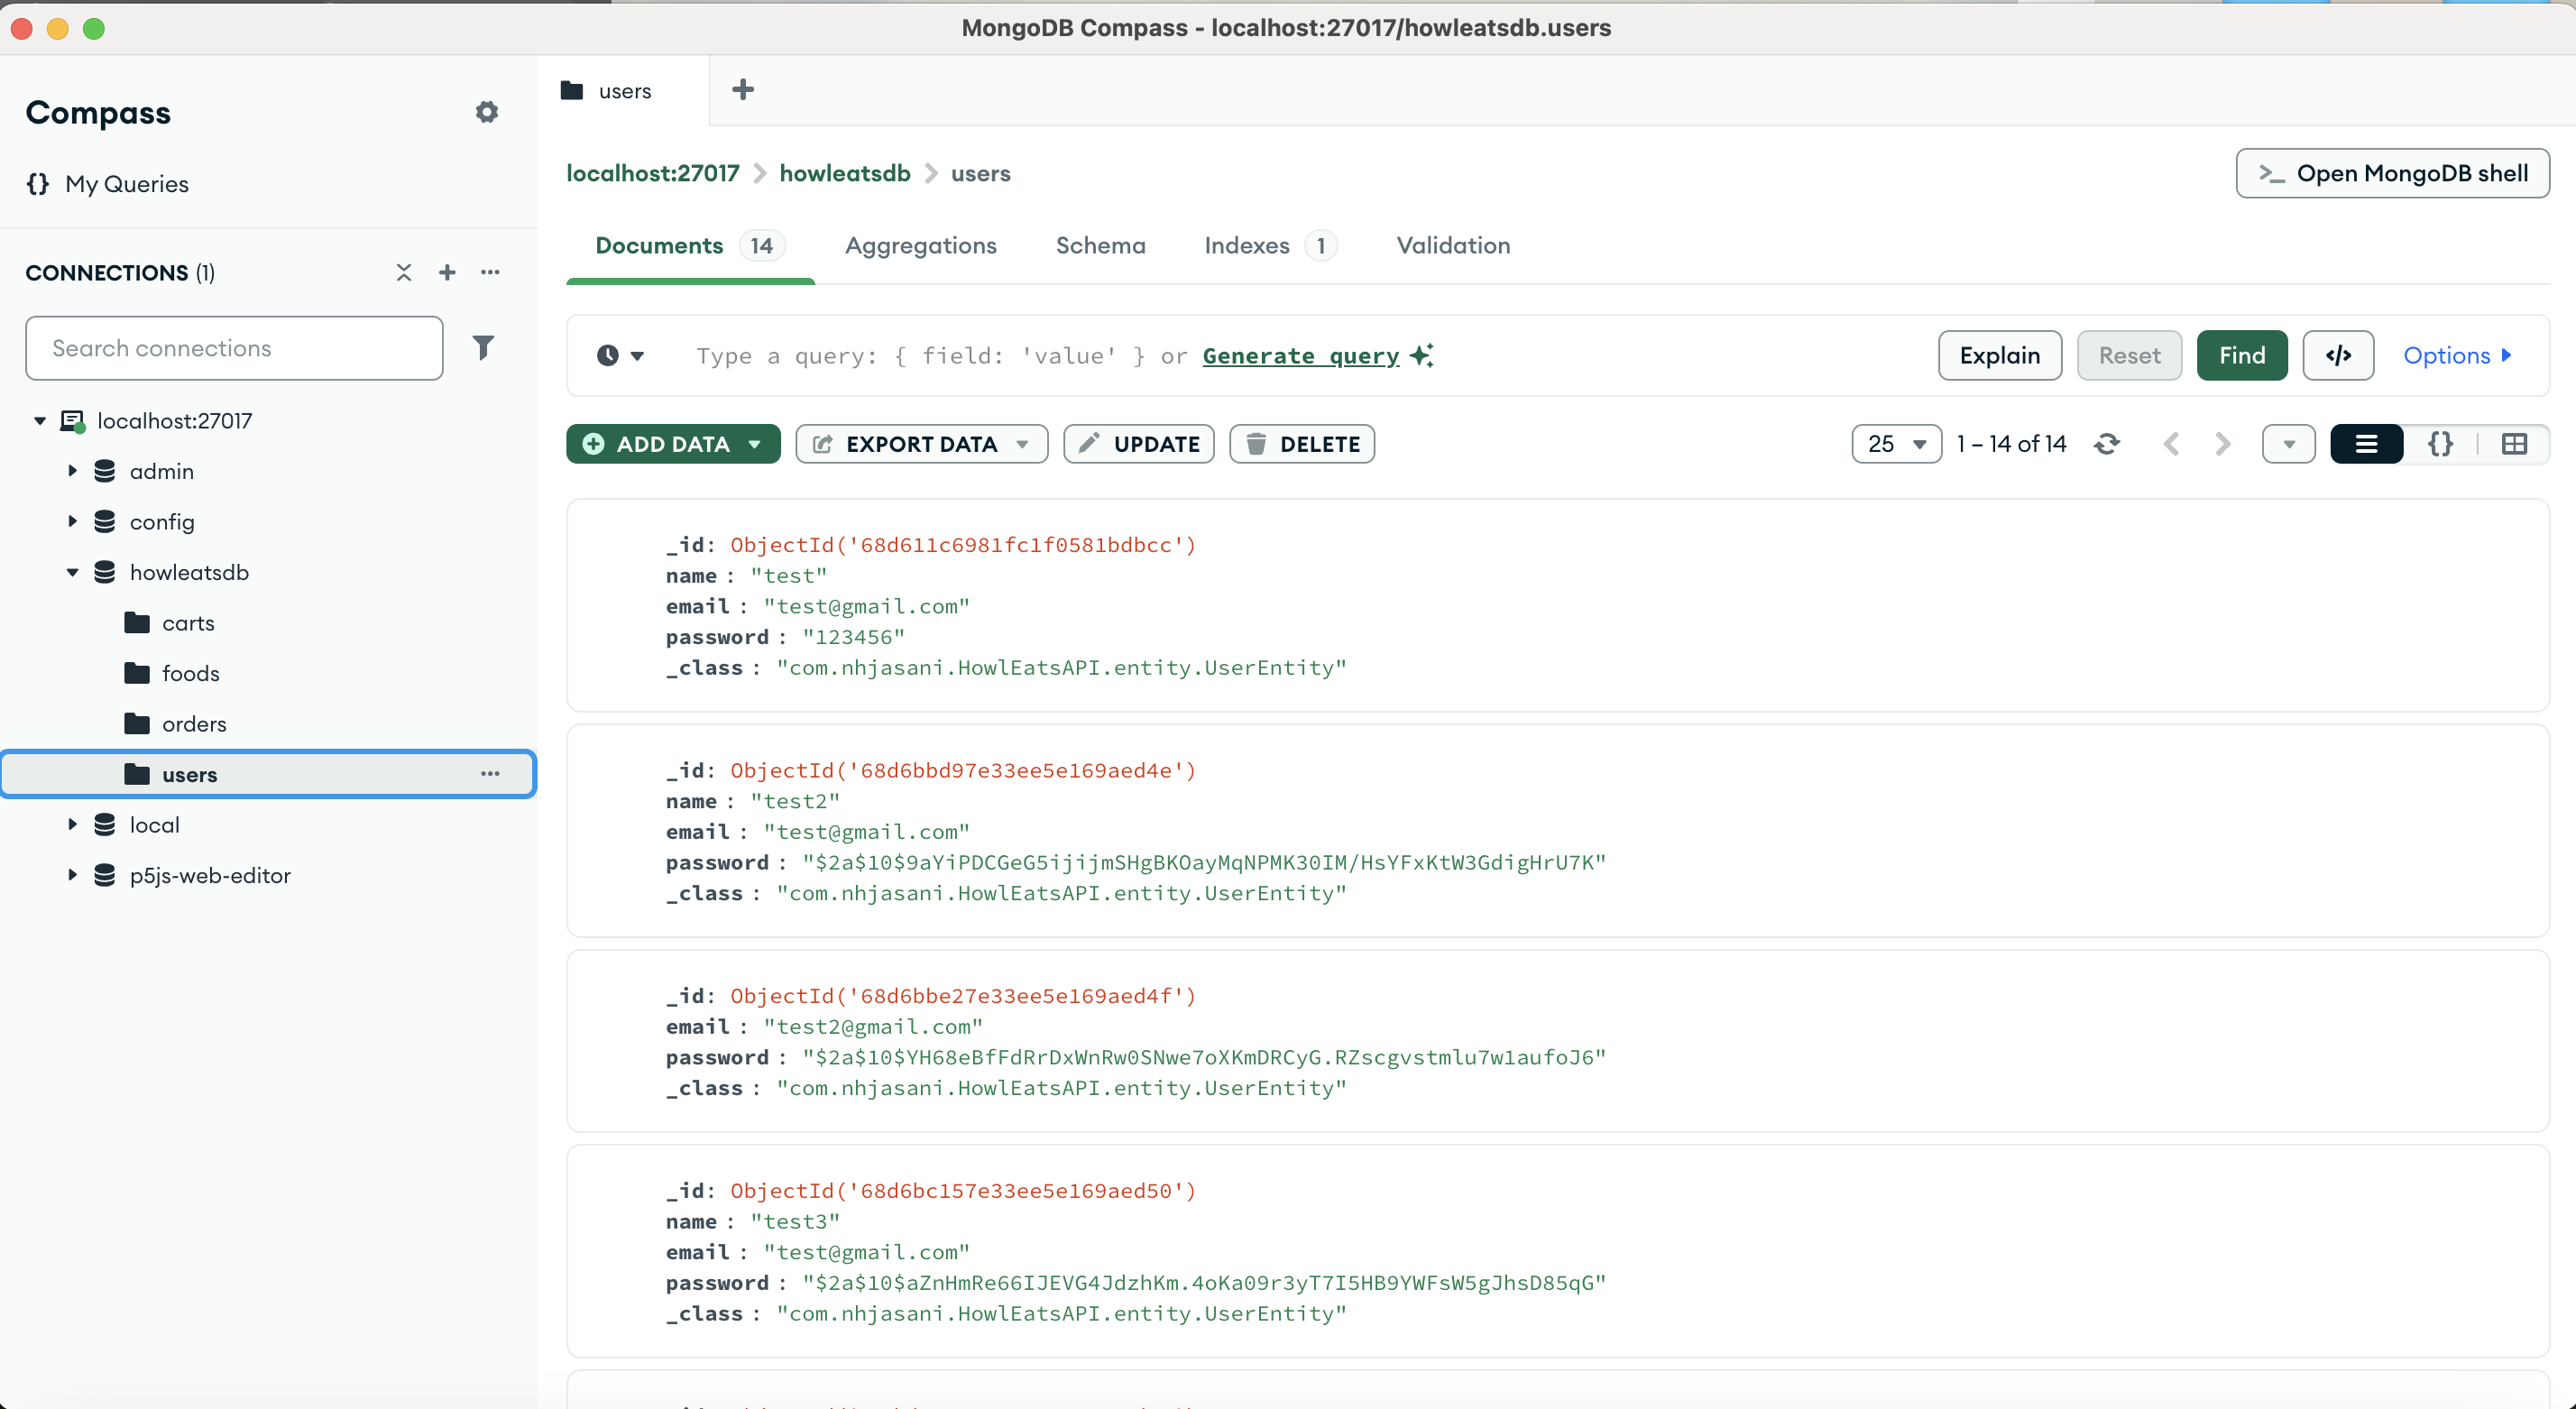 MongoDB Compass - localhost:27017/howleatsdb.users
Compass
My Queries
CONNECTIONS (1)
Search connections
localhost:27017
admin
config
howleatsdb
carts
foods
orders
users
local
p5js-web-editor
users
localhost:27017 > howleatsdb > users
>_ Open MongoDB shell
Documents 14 Aggregations Schema Indexes 1 Validation
Type a query: { field: 'value' } or Generate query
Explain Reset Find </> Options
ADD DATA EXPORT DATA UPDATE DELETE
25 1 – 14 of 14 {}
_id: ObjectId('68d611c6981fc1f0581bdbcc')
name : "test"
email : "test@gmail.com"
password : "123456"
_class : "com.nhjasani.HowlEatsAPI.entity.UserEntity"
_id: ObjectId('68d6bbd97e33ee5e169aed4e')
name : "test2"
email : "test@gmail.com"
password : "$2a$10$9aYiPDCGeG5ijijmSHgBKOayMqNPMK30IM/HsYFxKtW3GdigHrU7K"
_class : "com.nhjasani.HowlEatsAPI.entity.UserEntity"
_id: ObjectId('68d6bbe27e33ee5e169aed4f')
email : "test2@gmail.com"
password : "$2a$10$YH68eBfFdRrDxWnRw0SNwe7oXKmDRCyG.RZscgvstmlu7w1aufoJ6"
_class : "com.nhjasani.HowlEatsAPI.entity.UserEntity"
_id: ObjectId('68d6bc157e33ee5e169aed50')
name : "test3"
email : "test@gmail.com"
password : "$2a$10$aZnHmRe66IJEVG4JdzhKm.4oKa09r3yT7I5HB9YWFsW5gJhsD85qG"
_class : "com.nhjasani.HowlEatsAPI.entity.UserEntity"